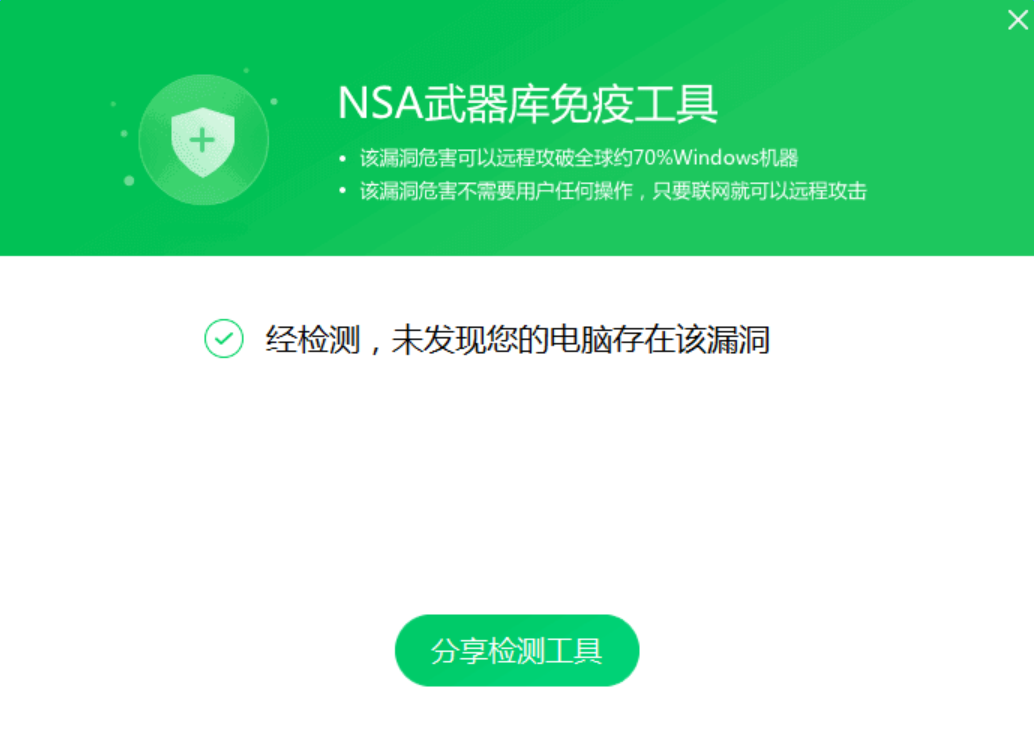 NSA武器库免疫工具
• 该漏洞危害可以远程攻破全球约70%Windows机器
• 该漏洞危害不需要用户任何操作，只要联网就可以远程攻击
经检测，未发现您的电脑存在该漏洞
分享检测工具